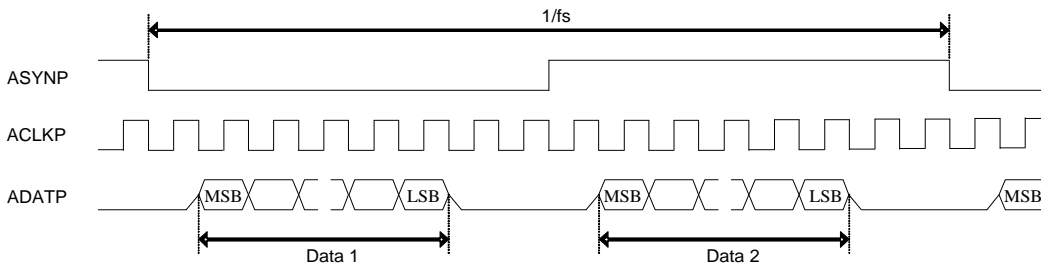 1/fs
ASYNP
ACLKP
ADATP
MSB
LSB
MSB
LSB
MSB
Data 1
Data 2